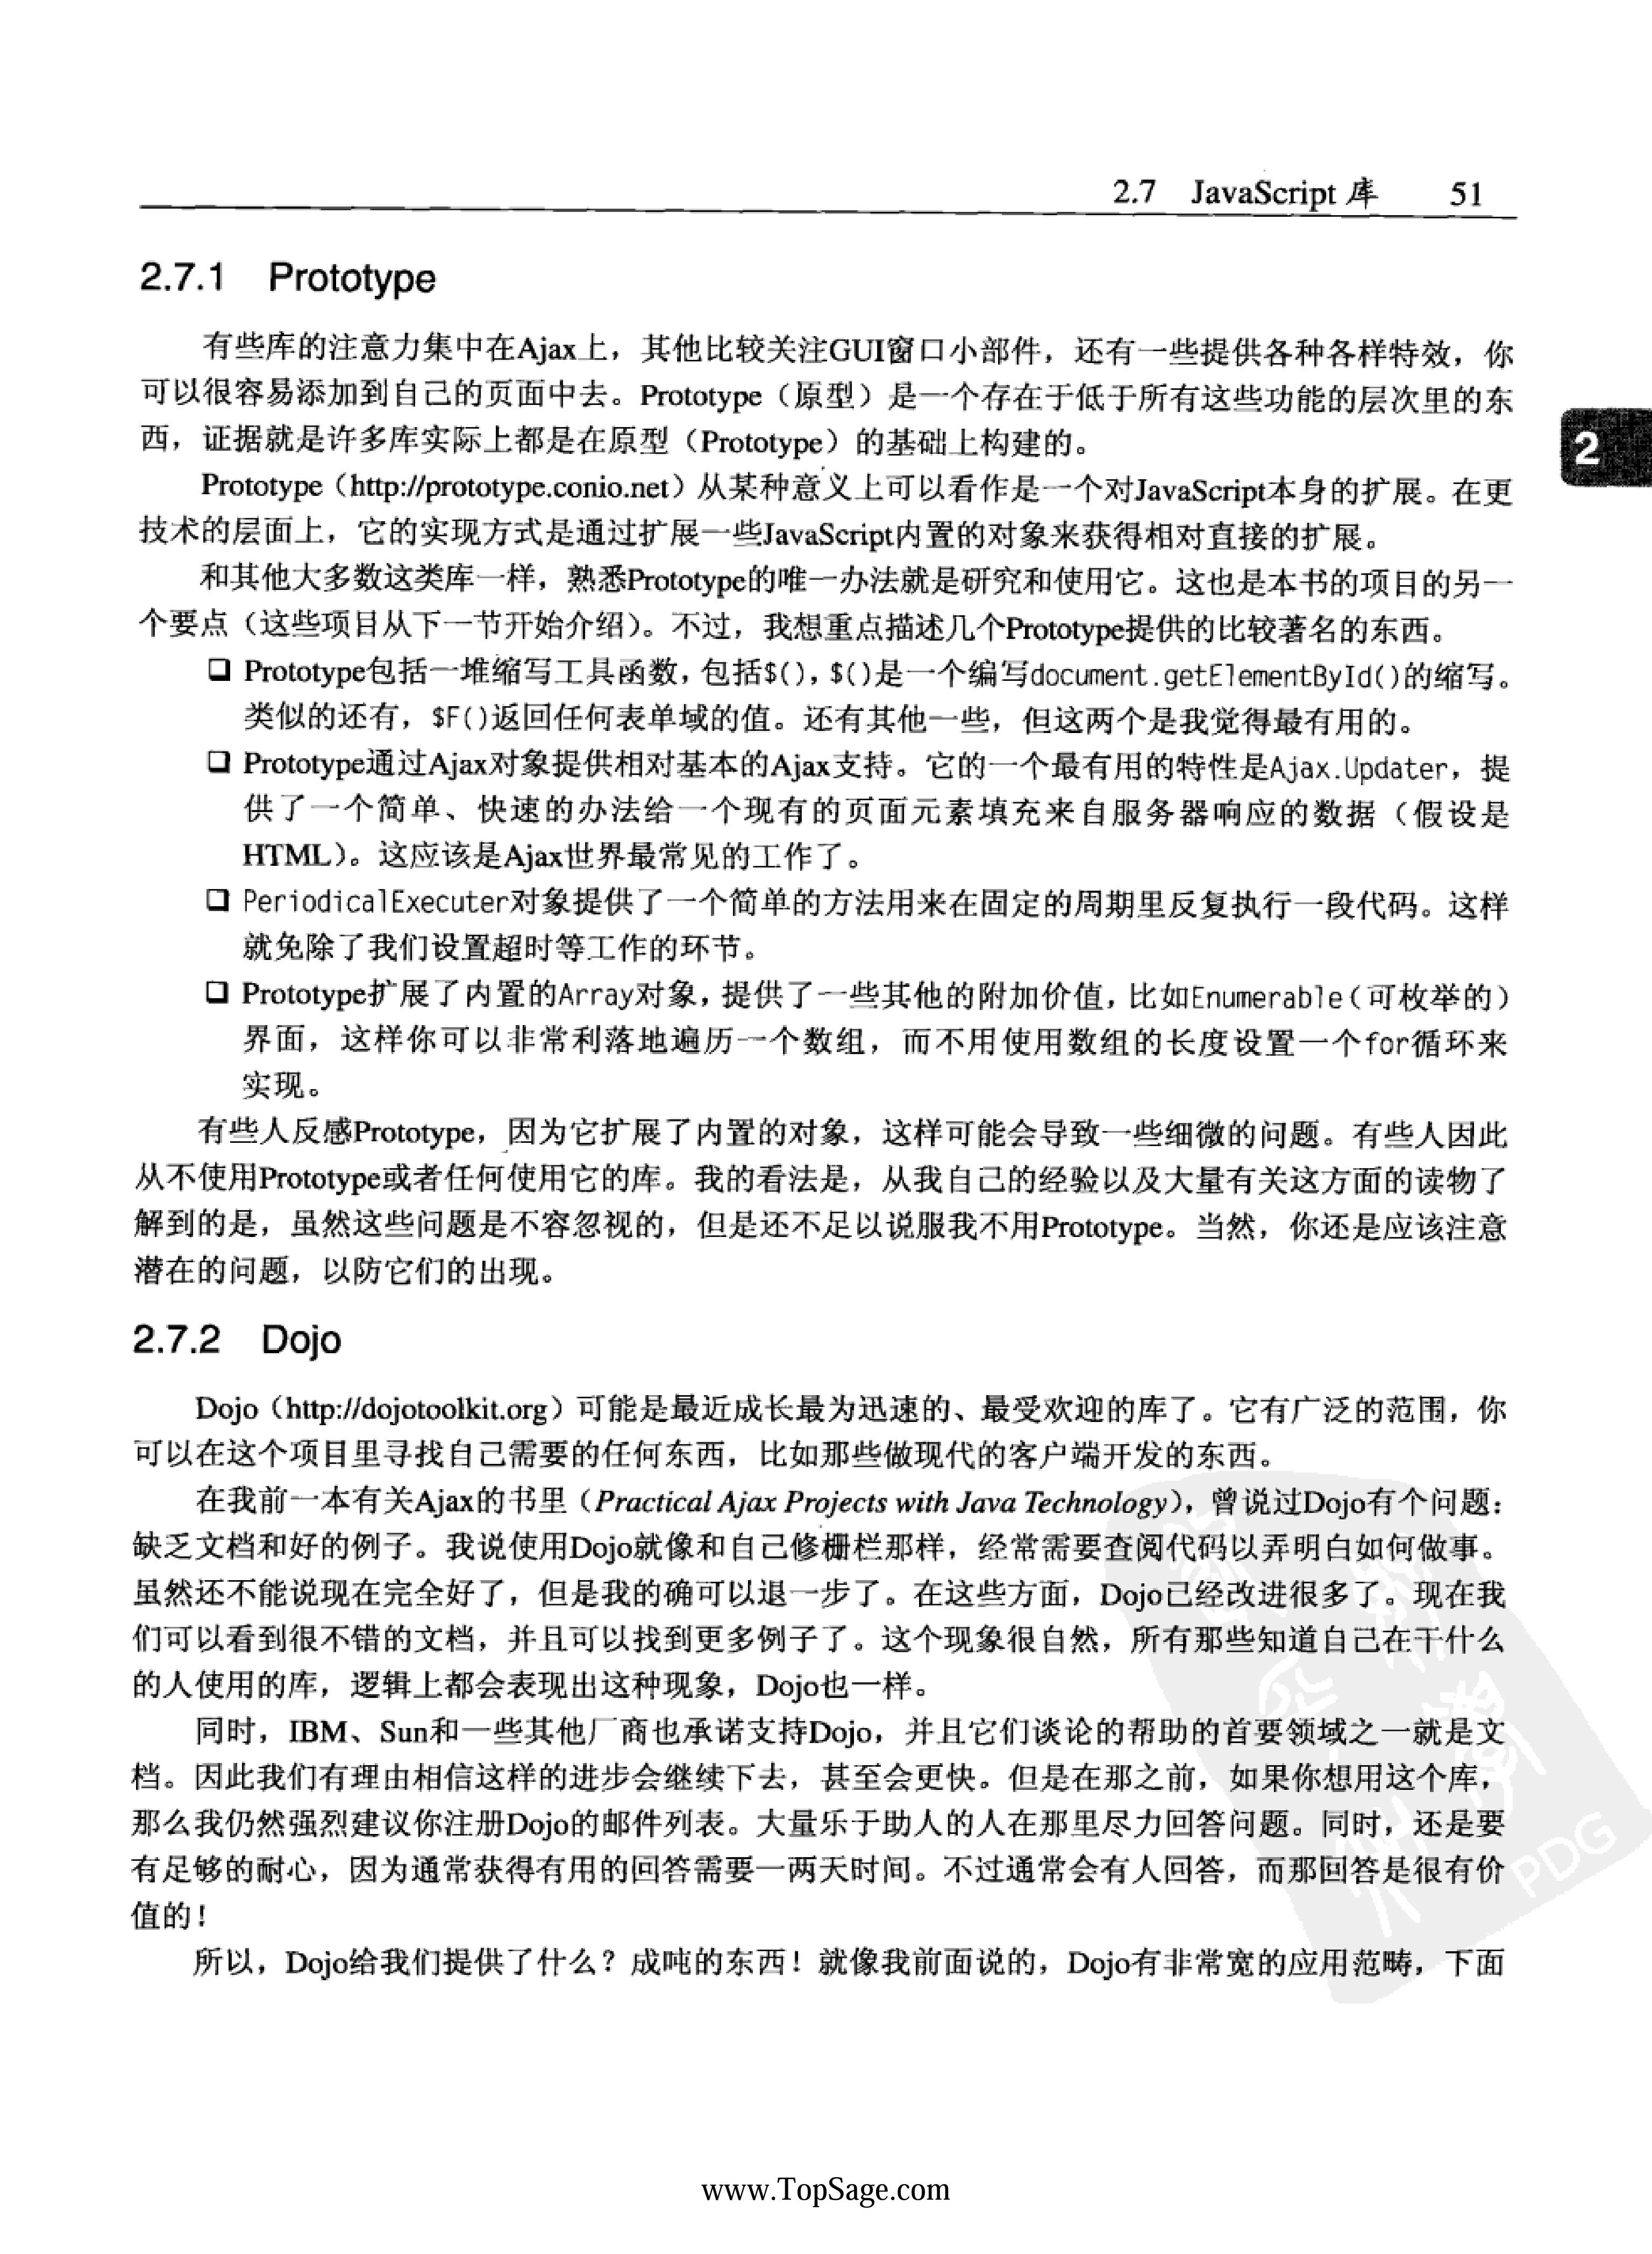 2.7 JavaScript 库 51
2.7.1 Prototype
有些库的注意力集中在Ajax上，其他比较关注GUI窗口小部件，还有一些提供各种各样特效，你
可以很容易添加到自己的页面中去。Prototype（原型）是一个存在于低于所有这些功能的层次里的东
西，证据就是许多库实际上都是在原型（Prototype）的基础上构建的。
2
Prototype（http://prototype.conio.net）从某种意义上可以看作是一个对JavaScript本身的扩展。在更
技术的层面上，它的实现方式是通过扩展一些JavaScript内置的对象来获得相对直接的扩展。
和其他大多数这类库一样，熟悉Prototype的唯一办法就是研究和使用它。这也是本书的项目的另一
个要点（这些项目从下一节开始介绍）。不过，我想重点描述几个Prototype提供的比较著名的东西。
❑ Prototype包括一堆缩写工具函数，包括$()，$()是一个编写document.getElementById()的缩写。
类似的还有，$F()返回任何表单域的值。还有其他一些，但这两个是我觉得最有用的。
❑ Prototype通过Ajax对象提供相对基本的Ajax支持。它的一个最有用的特性是Ajax.Updater，提
供了一个简单、快速的办法给一个现有的页面元素填充来自服务器响应的数据（假设是
HTML）。这应该是Ajax世界最常见的工作了。
❑ PeriodicalExecuter对象提供了一个简单的方法用来在固定的周期里反复执行一段代码。这样
就免除了我们设置超时等工作的环节。
❑ Prototype扩展了内置的Array对象，提供了一些其他的附加价值，比如Enumerable（可枚举的）
界面，这样你可以非常利落地遍历一个数组，而不用使用数组的长度设置一个for循环来
实现。
有些人反感Prototype，因为它扩展了内置的对象，这样可能会导致一些细微的问题。有些人因此
从不使用Prototype或者任何使用它的库。我的看法是，从我自己的经验以及大量有关这方面的读物了
解到的是，虽然这些问题是不容忽视的，但是还不足以说服我不用Prototype。当然，你还是应该注意
潜在的问题，以防它们的出现。
2.7.2 Dojo
Dojo（http://dojotoolkit.org）可能是最近成长最为迅速的、最受欢迎的库了。它有广泛的范围，你
可以在这个项目里寻找自己需要的任何东西，比如那些做现代的客户端开发的东西。
在我前一本有关Ajax的书里（Practical Ajax Projects with Java Technology），曾说过Dojo有个问题：
缺乏文档和好的例子。我说使用Dojo就像和自己修栅栏那样，经常需要查阅代码以弄明白如何做事。
虽然还不能说现在完全好了，但是我的确可以退一步了。在这些方面，Dojo已经改进很多了。现在我
们可以看到很不错的文档，并且可以找到更多例子了。这个现象很自然，所有那些知道自己在干什么
的人使用的库，逻辑上都会表现出这种现象，Dojo也一样。
同时，IBM、Sun和一些其他厂商也承诺支持Dojo，并且它们谈论的帮助的首要领域之一就是文
档。因此我们有理由相信这样的进步会继续下去，甚至会更快。但是在那之前，如果你想用这个库，
那么我仍然强烈建议你注册Dojo的邮件列表。大量乐于助人的人在那里尽力回答问题。同时，还是要
有足够的耐心，因为通常获得有用的回答需要一两天时间。不过通常会有人回答，而那回答是很有价
值的！
PDG
所以，Dojo给我们提供了什么？成吨的东西！就像我前面说的，Dojo有非常宽的应用范畴，下面
www.TopSage.com